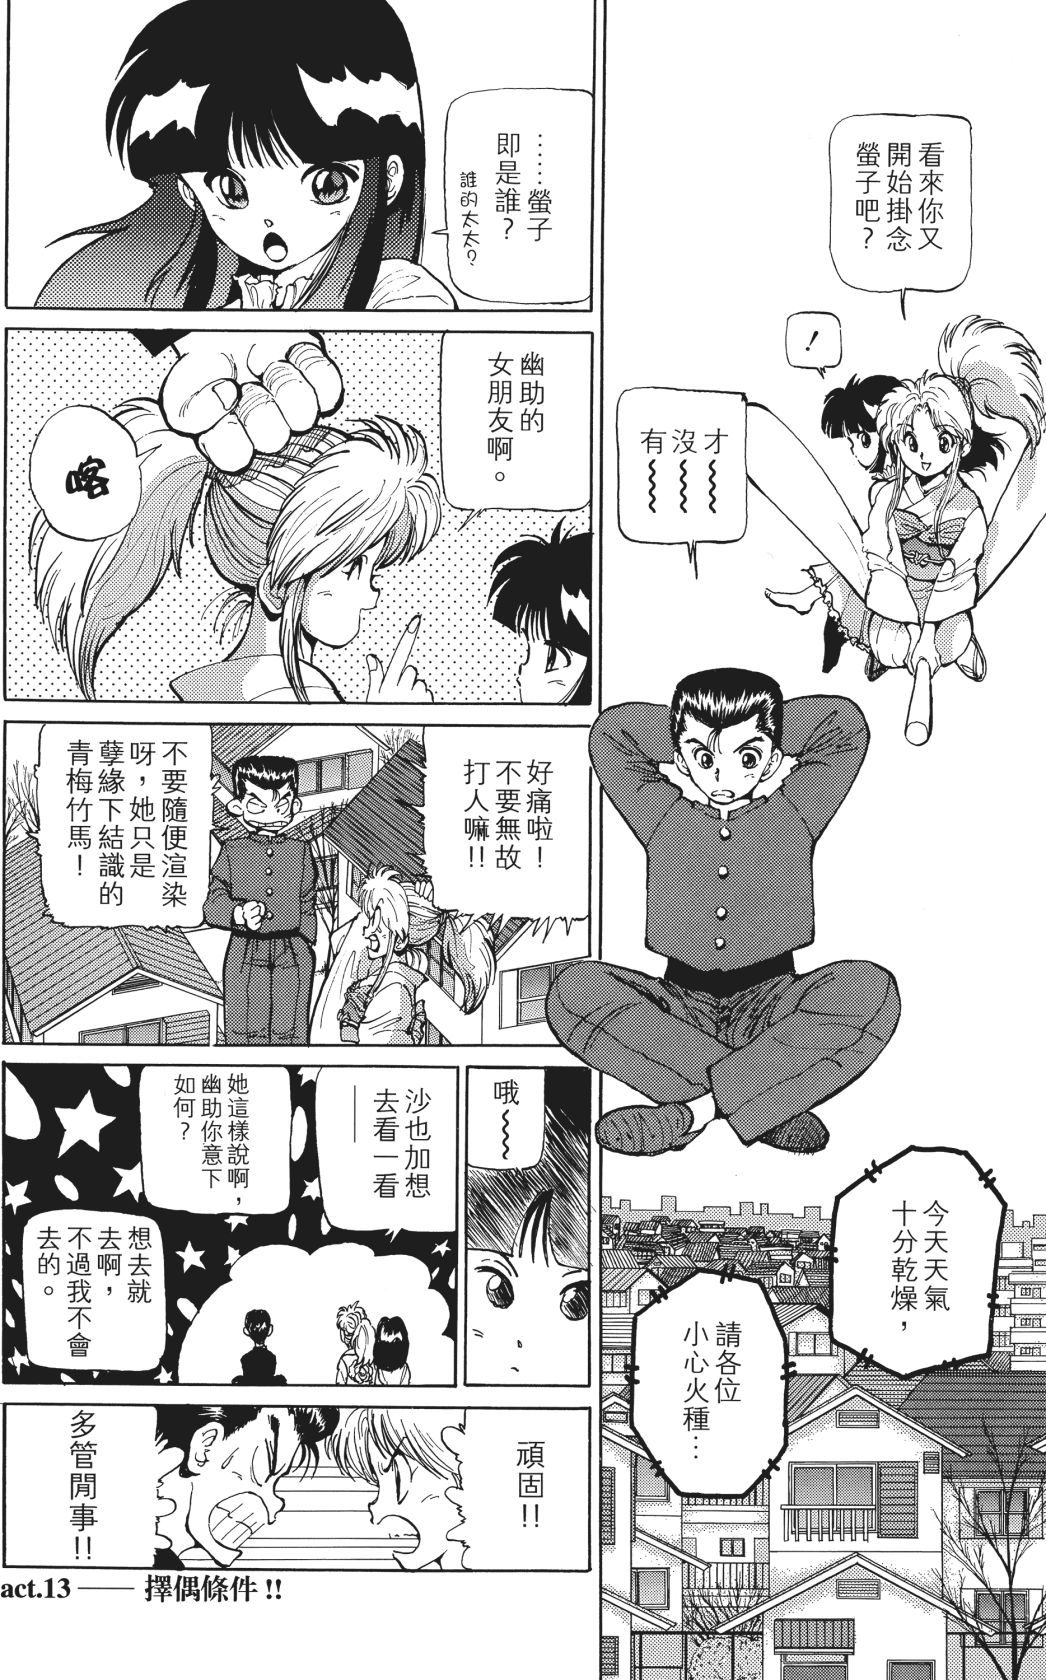 看來你又
開始掛念
螢子吧?
!
才沒有
今天天氣
十分乾燥,
請各位
小心火種…
……螢子
即是誰?
誰的太太?
幽助的
女朋友啊。
喀
好痛啦!
不要無故
打人嘛!!
不要隨便渲染
呀,她只是
孽緣下結識的
青梅竹馬!
哦
沙也加想
去看一看
——
她這樣說啊,
幽助你意下
如何?
想去就
去啊,
不過我不會
去的。
頑固!!
多管閒事!!
act.13 —— 擇偶條件!!